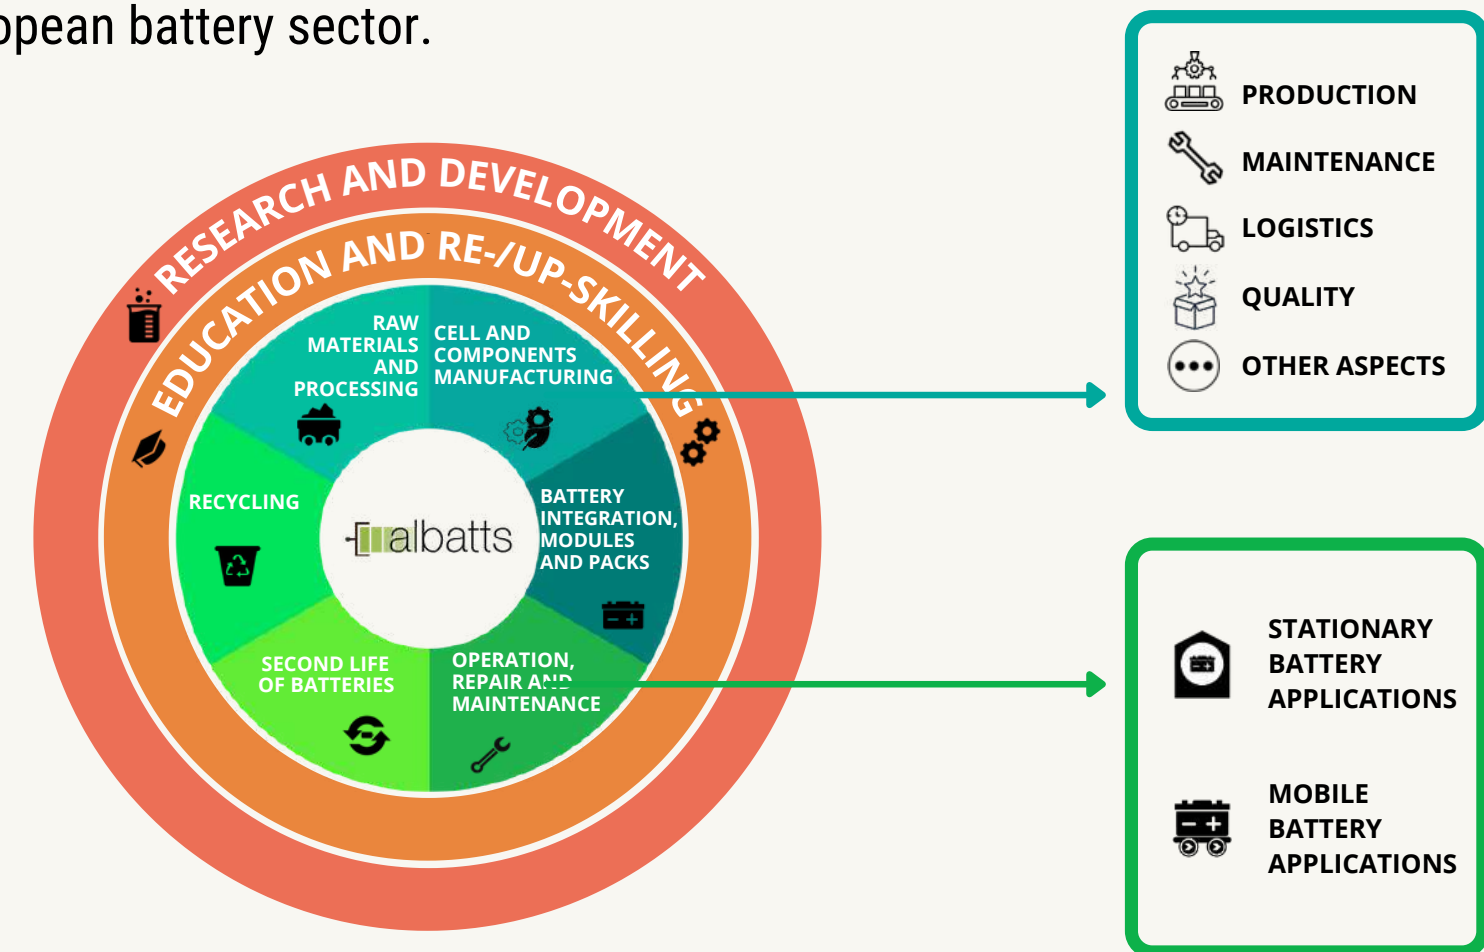 opean battery sector.
RESEARCH AND DEVELOPMENT
EDUCATION AND RE-/UP-SKILLING
RAW
MATERIALS
AND
PROCESSING
CELL AND
COMPONENTS
MANUFACTURING
RECYCLING
albatts
BATTERY
INTEGRATION,
MODULES
AND PACKS
SECOND LIFE
OF BATTERIES
OPERATION,
REPAIR AND
MAINTENANCE
PRODUCTION
MAINTENANCE
LOGISTICS
QUALITY
OTHER ASPECTS
STATIONARY
BATTERY
APPLICATIONS
MOBILE
BATTERY
APPLICATIONS